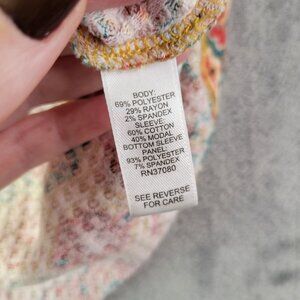 BODY:
69% POLYESTER
29% RAYON
2% SPANDEX
SLEEVE:
60% COTTON
40% MODAL
BOTTOM SLEEVE
PANEL:
93% POLYESTER
7% SPANDEX
RN37080
SEE REVERSE
FOR CARE